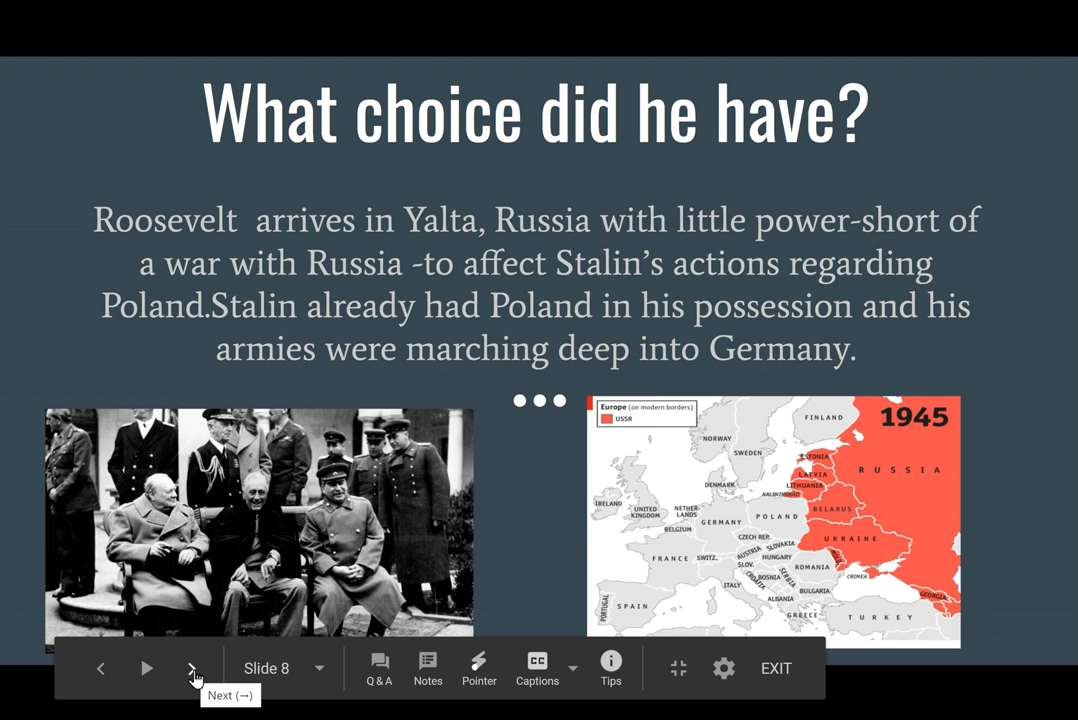 What choice did he have?
Roosevelt  arrives in Yalta, Russia with little power-short of
a war with Russia -to affect Stalin’s actions regarding
Poland.Stalin already had Poland in his possession and his
armies were marching deep into Germany.
Europe (on modern borders)
USSR
1945
FINLAND
NORWAY
SWEDEN
ESTONIA
RUSSIA
LATVIA
DENMARK
LITHUANIA
KALININGRAD
IRELAND
UNITED
KINGDOM
NETHER-
LANDS
BELARUS
POLAND
GERMANY
BELGIUM
CZECH REP.
UKRAINE
SLOVAKIA
FRANCE
SWITZ.
AUSTRIA
HUNGARY
SLOV.
ROMANIA
CROATIA
BOSNIA
SERBIA
CRIMEA
ITALY
BULGARIA
GEORGIA
PORTUGAL
SPAIN
ALBANIA
GREECE
TURKEY
Slide 8
Q & A
Notes
Pointer
CC
Captions
Tips
EXIT
Next (→)